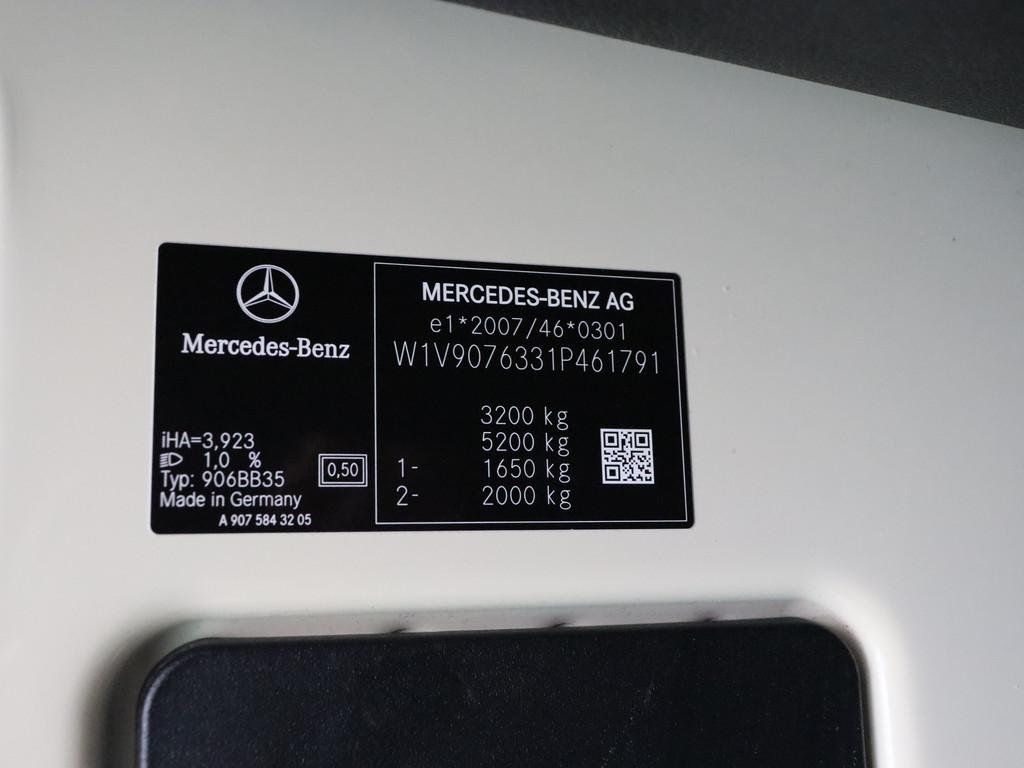 Mercedes-Benz
iHA=3,923
1,0 %
Typ: 906BB35
Made in Germany
A 907 584 32 05
0,50
MERCEDES-BENZ AG
e1*2007/46*0301
W1V9076331P461791
3200 kg
5200 kg
1- 1650 kg
2- 2000 kg